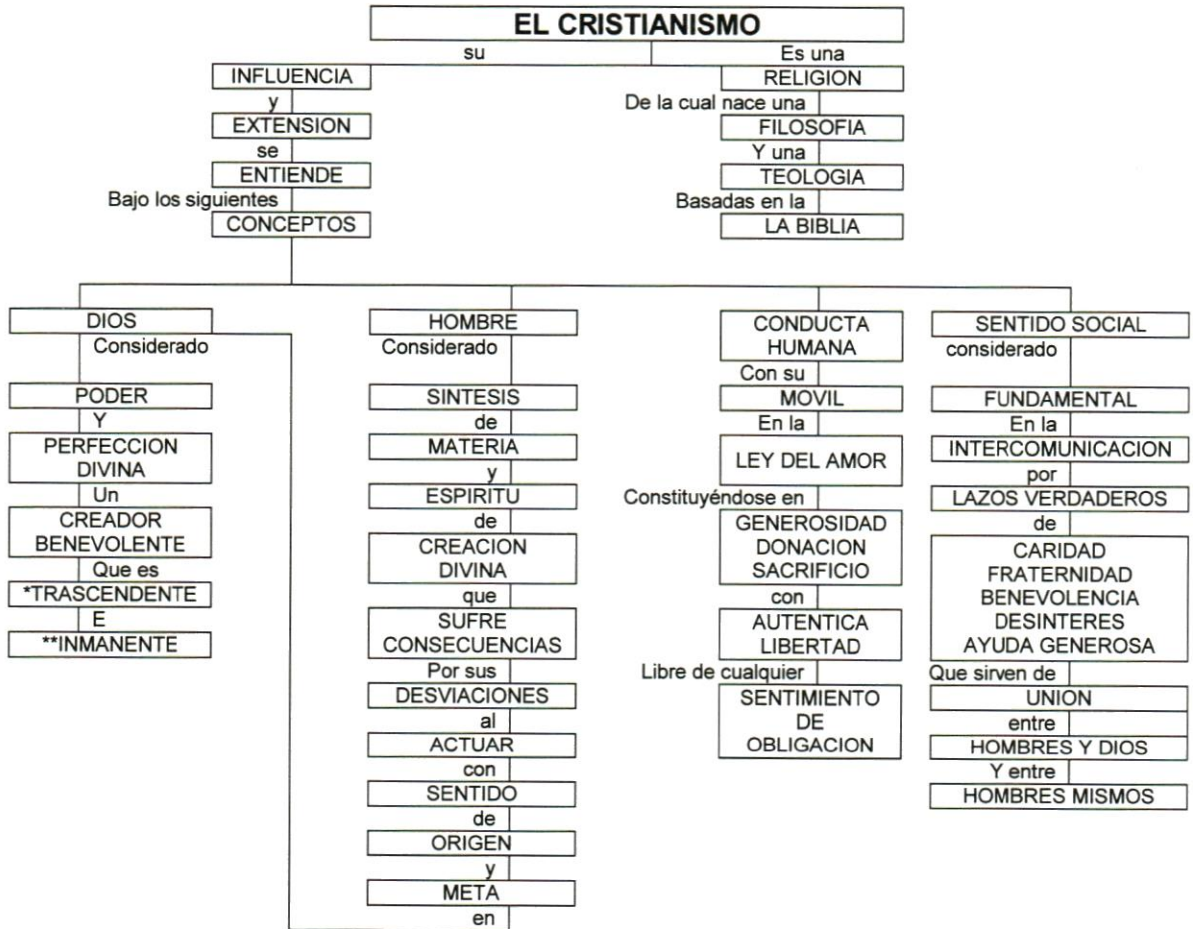 EL CRISTIANISMO
su
Es una
INFLUENCIA
y
EXTENSION
se
ENTIENDE
Bajo los siguientes
CONCEPTOS
RELIGION
De la cual nace una
FILOSOFIA
Y una
TEOLOGIA
Basadas en la
LA BIBLIA
DIOS
Considerado
PODER
Y
PERFECCION
DIVINA
Un
CREADOR
BENEVOLENTE
Que es
*TRASCENDENTE
E
**INMANENTE
HOMBRE
Considerado
SINTESIS
de
MATERIA
y
ESPIRITU
de
CREACION
DIVINA
que
SUFRE
CONSECUENCIAS
Por sus
DESVIACIONES
al
ACTUAR
con
SENTIDO
de
ORIGEN
y
META
en
CONDUCTA
HUMANA
Con su
MOVIL
En la
LEY DEL AMOR
Constituyéndose en
GENEROSIDAD
DONACION
SACRIFICIO
con
AUTENTICA
LIBERTAD
Libre de cualquier
SENTIMIENTO
DE
OBLIGACION
SENTIDO SOCIAL
considerado
FUNDAMENTAL
En la
INTERCOMUNICACION
por
LAZOS VERDADEROS
de
CARIDAD
FRATERNIDAD
BENEVOLENCIA
DESINTERES
AYUDA GENEROSA
Que sirven de
UNION
entre
HOMBRES Y DIOS
Y entre
HOMBRES MISMOS